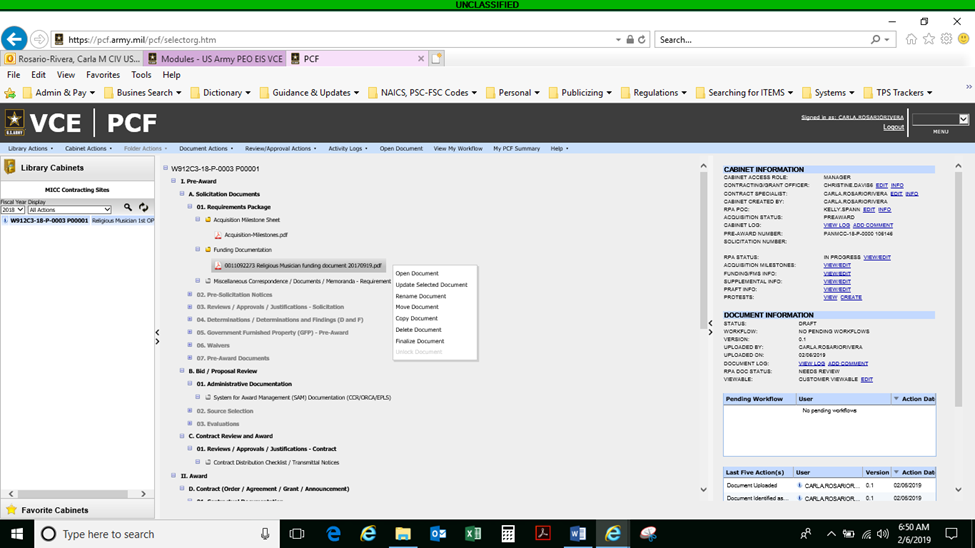 UNCLASSIFIED
https://pcf.army.mil/pcf/selectorg.htm
Search...
Rosario-Rivera, Carla M CIV US...
Modules - US Army PEO EIS VCE
PCF
File Edit View Favorites Tools Help
Admin & Pay Busines Search Dictionary Guidance & Updates NAICS, PSC-FSC Codes Personal Publicizing Regulations Searching for ITEMS Systems TPS Trackers
VCE | PCF
Signed in as: CARLA.ROSARIORIVERA
Logout
MENU
Library Actions Cabinet Actions Folder Actions Document Actions Review/Approval Actions Activity Logs Open Document View My Workflow My PCF Summary Help
Library Cabinets
MICC Contracting Sites
Fiscal Year Display
2018 All Actions
W912C3-18-P-0003 P00001 Religious Musician 1st OP
Favorite Cabinets
W912C3-18-P-0003 P00001
I. Pre-Award
A. Solicitation Documents
01. Requirements Package
Acquisition Milestone Sheet
Acquisition-Milestones.pdf
Funding Documentation
0011092273 Religious Musician funding document 20170919.pdf
Miscellaneous Correspondence / Documents / Memoranda - Requirement
02. Pre-Solicitation Notices
03. Reviews / Approvals / Justifications - Solicitation
04. Determinations / Determinations and Findings (D and F)
05. Government Furnished Property (GFP) - Pre-Award
06. Waivers
07. Pre-Award Documents
B. Bid / Proposal Review
01. Administrative Documentation
System for Award Management (SAM) Documentation (CCR/ORCA/EPLS)
02. Source Selection
03. Evaluations
C. Contract Review and Award
01. Reviews / Approvals / Justifications - Contract
Contract Distribution Checklist / Transmittal Notices
II. Award
D. Contract (Order / Agreement / Grant / Announcement)
Open Document
Update Selected Document
Rename Document
Move Document
Copy Document
Delete Document
Finalize Document
Unlock Document
CABINET INFORMATION
CABINET ACCESS ROLE: MANAGER
CONTRACTING/GRANT OFFICER: CHRISTINE.DAVIS6 EDIT INFO
CONTRACT SPECIALIST: CARLA.ROSARIORIVERA EDIT INFO
CABINET CREATED BY: CARLA.ROSARIORIVERA
RPA POC: KELLY.SPANN EDIT INFO
ACQUISITION STATUS: PREAWARD
CABINET LOG: VIEW LOG ADD COMMENT
PRE-AWARD NUMBER: PANMCC-18-P-0000 106146
SOLICITATION NUMBER:
RPA STATUS: IN PROGRESS VIEW/EDIT
ACQUISITION MILESTONES: VIEW/EDIT
FUNDING/FMS INFO: VIEW/EDIT
SUPPLEMENTAL INFO: VIEW/EDIT
PRAFT INFO: VIEW/EDIT
PROTESTS: VIEW CREATE
DOCUMENT INFORMATION
STATUS: DRAFT
WORKFLOW: NO PENDING WORKFLOWS
VERSION: 0.1
UPLOADED BY: CARLA.ROSARIORIVERA
UPLOADED ON: 02/06/2019
DOCUMENT LOG: VIEW LOG ADD COMMENT
RPA DOC STATUS: NEEDS REVIEW
VIEWABLE: CUSTOMER VIEWABLE EDIT
Pending Workflow User Action Dat
No pending workflows
Last Five Action(s) User Version Action Dat
Document Uploaded CARLA.ROSARIOR... 0.1 02/06/2019
Document Identified as... CARLA.ROSARIOR... 0.1 02/06/2019
Type here to search
6:50 AM
2/6/2019